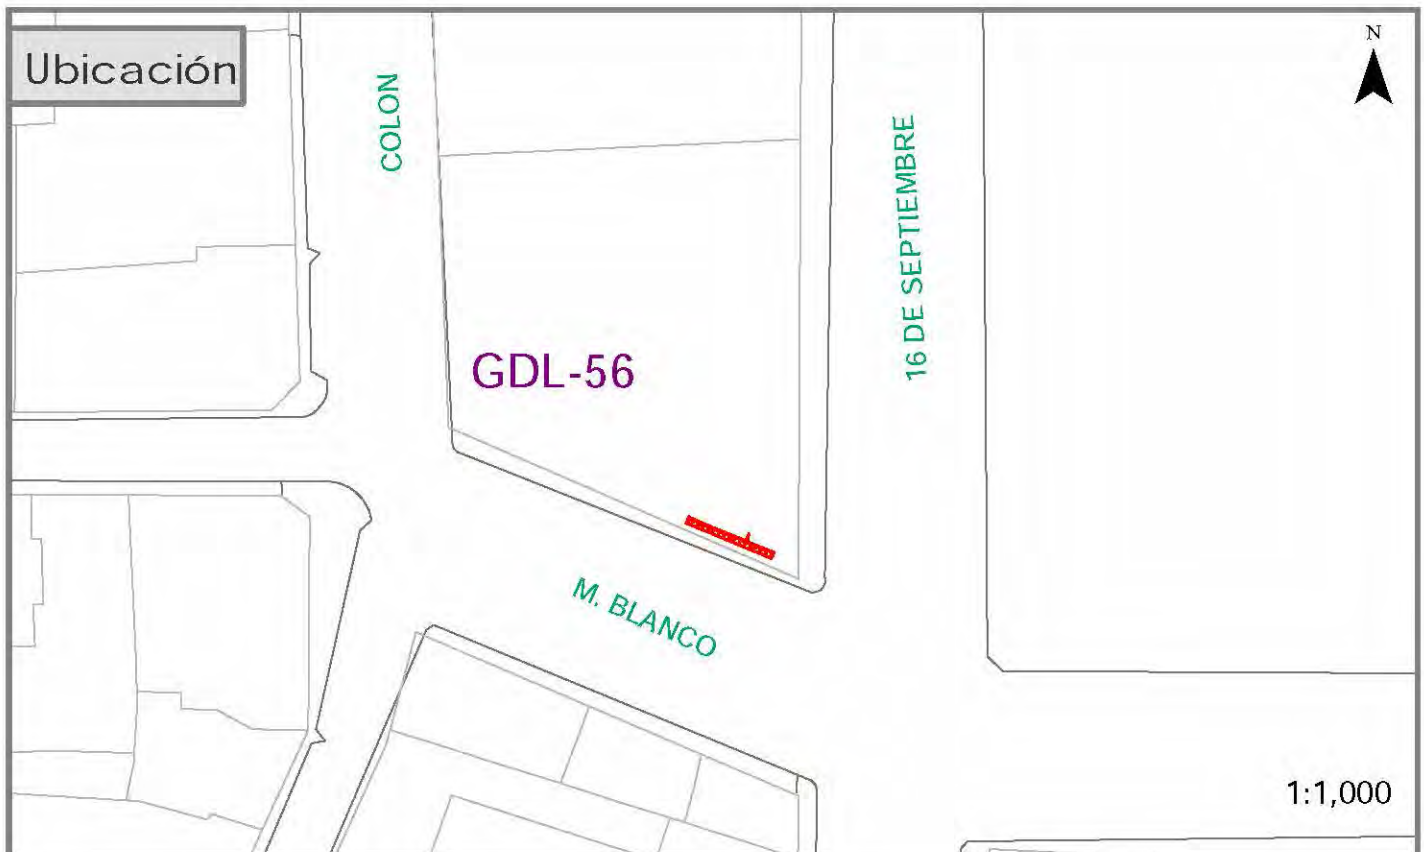 Ubicación
N
COLON
16 DE SEPTIEMBRE
GDL-56
M. BLANCO
1:1,000